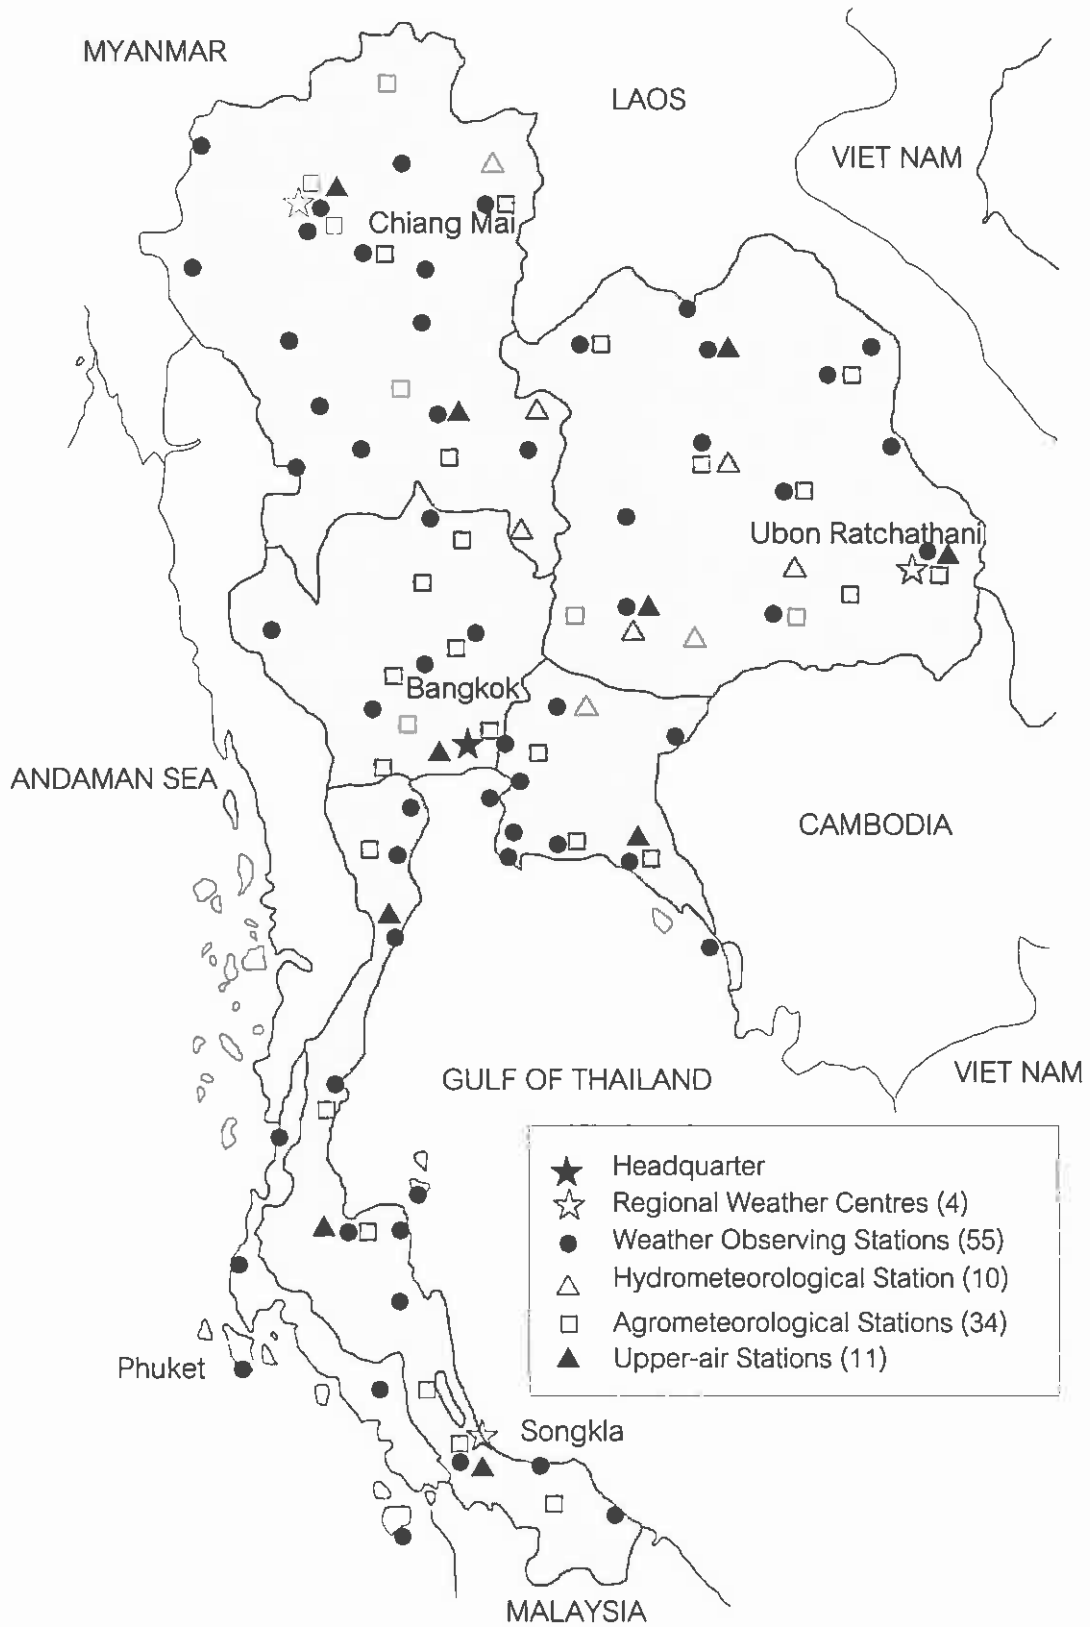 MYANMAR
LAOS
VIET NAM
Chiang Mai
Ubon Ratchathani
Bangkok
ANDAMAN SEA
CAMBODIA
GULF OF THAILAND
VIET NAM
Headquarter
Regional Weather Centres (4)
Weather Observing Stations (55)
Hydrometeorological Station (10)
Agrometeorological Stations (34)
Upper-air Stations (11)
Phuket
Songkla
MALAYSIA